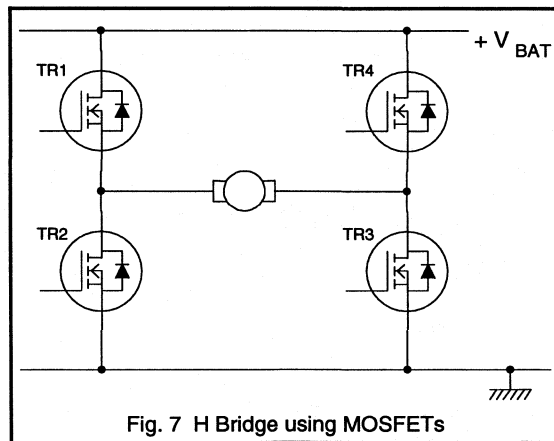 + V BAT
TR1
TR4
TR2
TR3
Fig. 7 H Bridge using MOSFETs